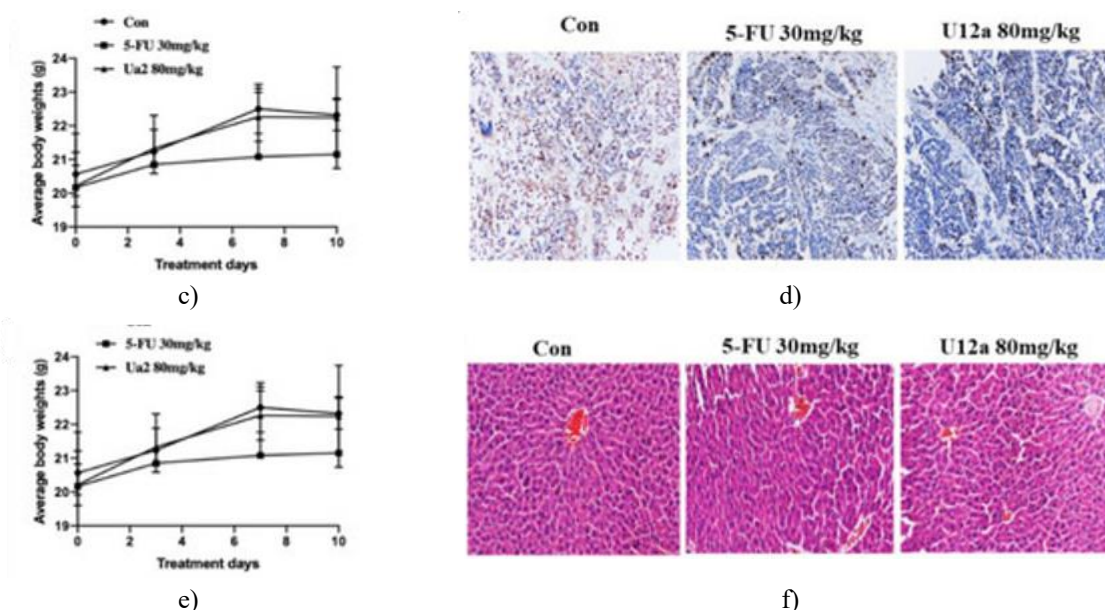 Con
5-FU 30mg/kg
Ua2 80mg/kg
Average body weights (g)
24
23
22
21
20
19
0
2
4
6
8
10
Treatment days
c)
Con
5-FU 30mg/kg
U12a 80mg/kg
d)
5-FU 30mg/kg
Ua2 80mg/kg
Average body weights (g)
24
23
22
21
20
19
0
2
4
6
8
10
Treatment days
e)
Con
5-FU 30mg/kg
U12a 80mg/kg
f)